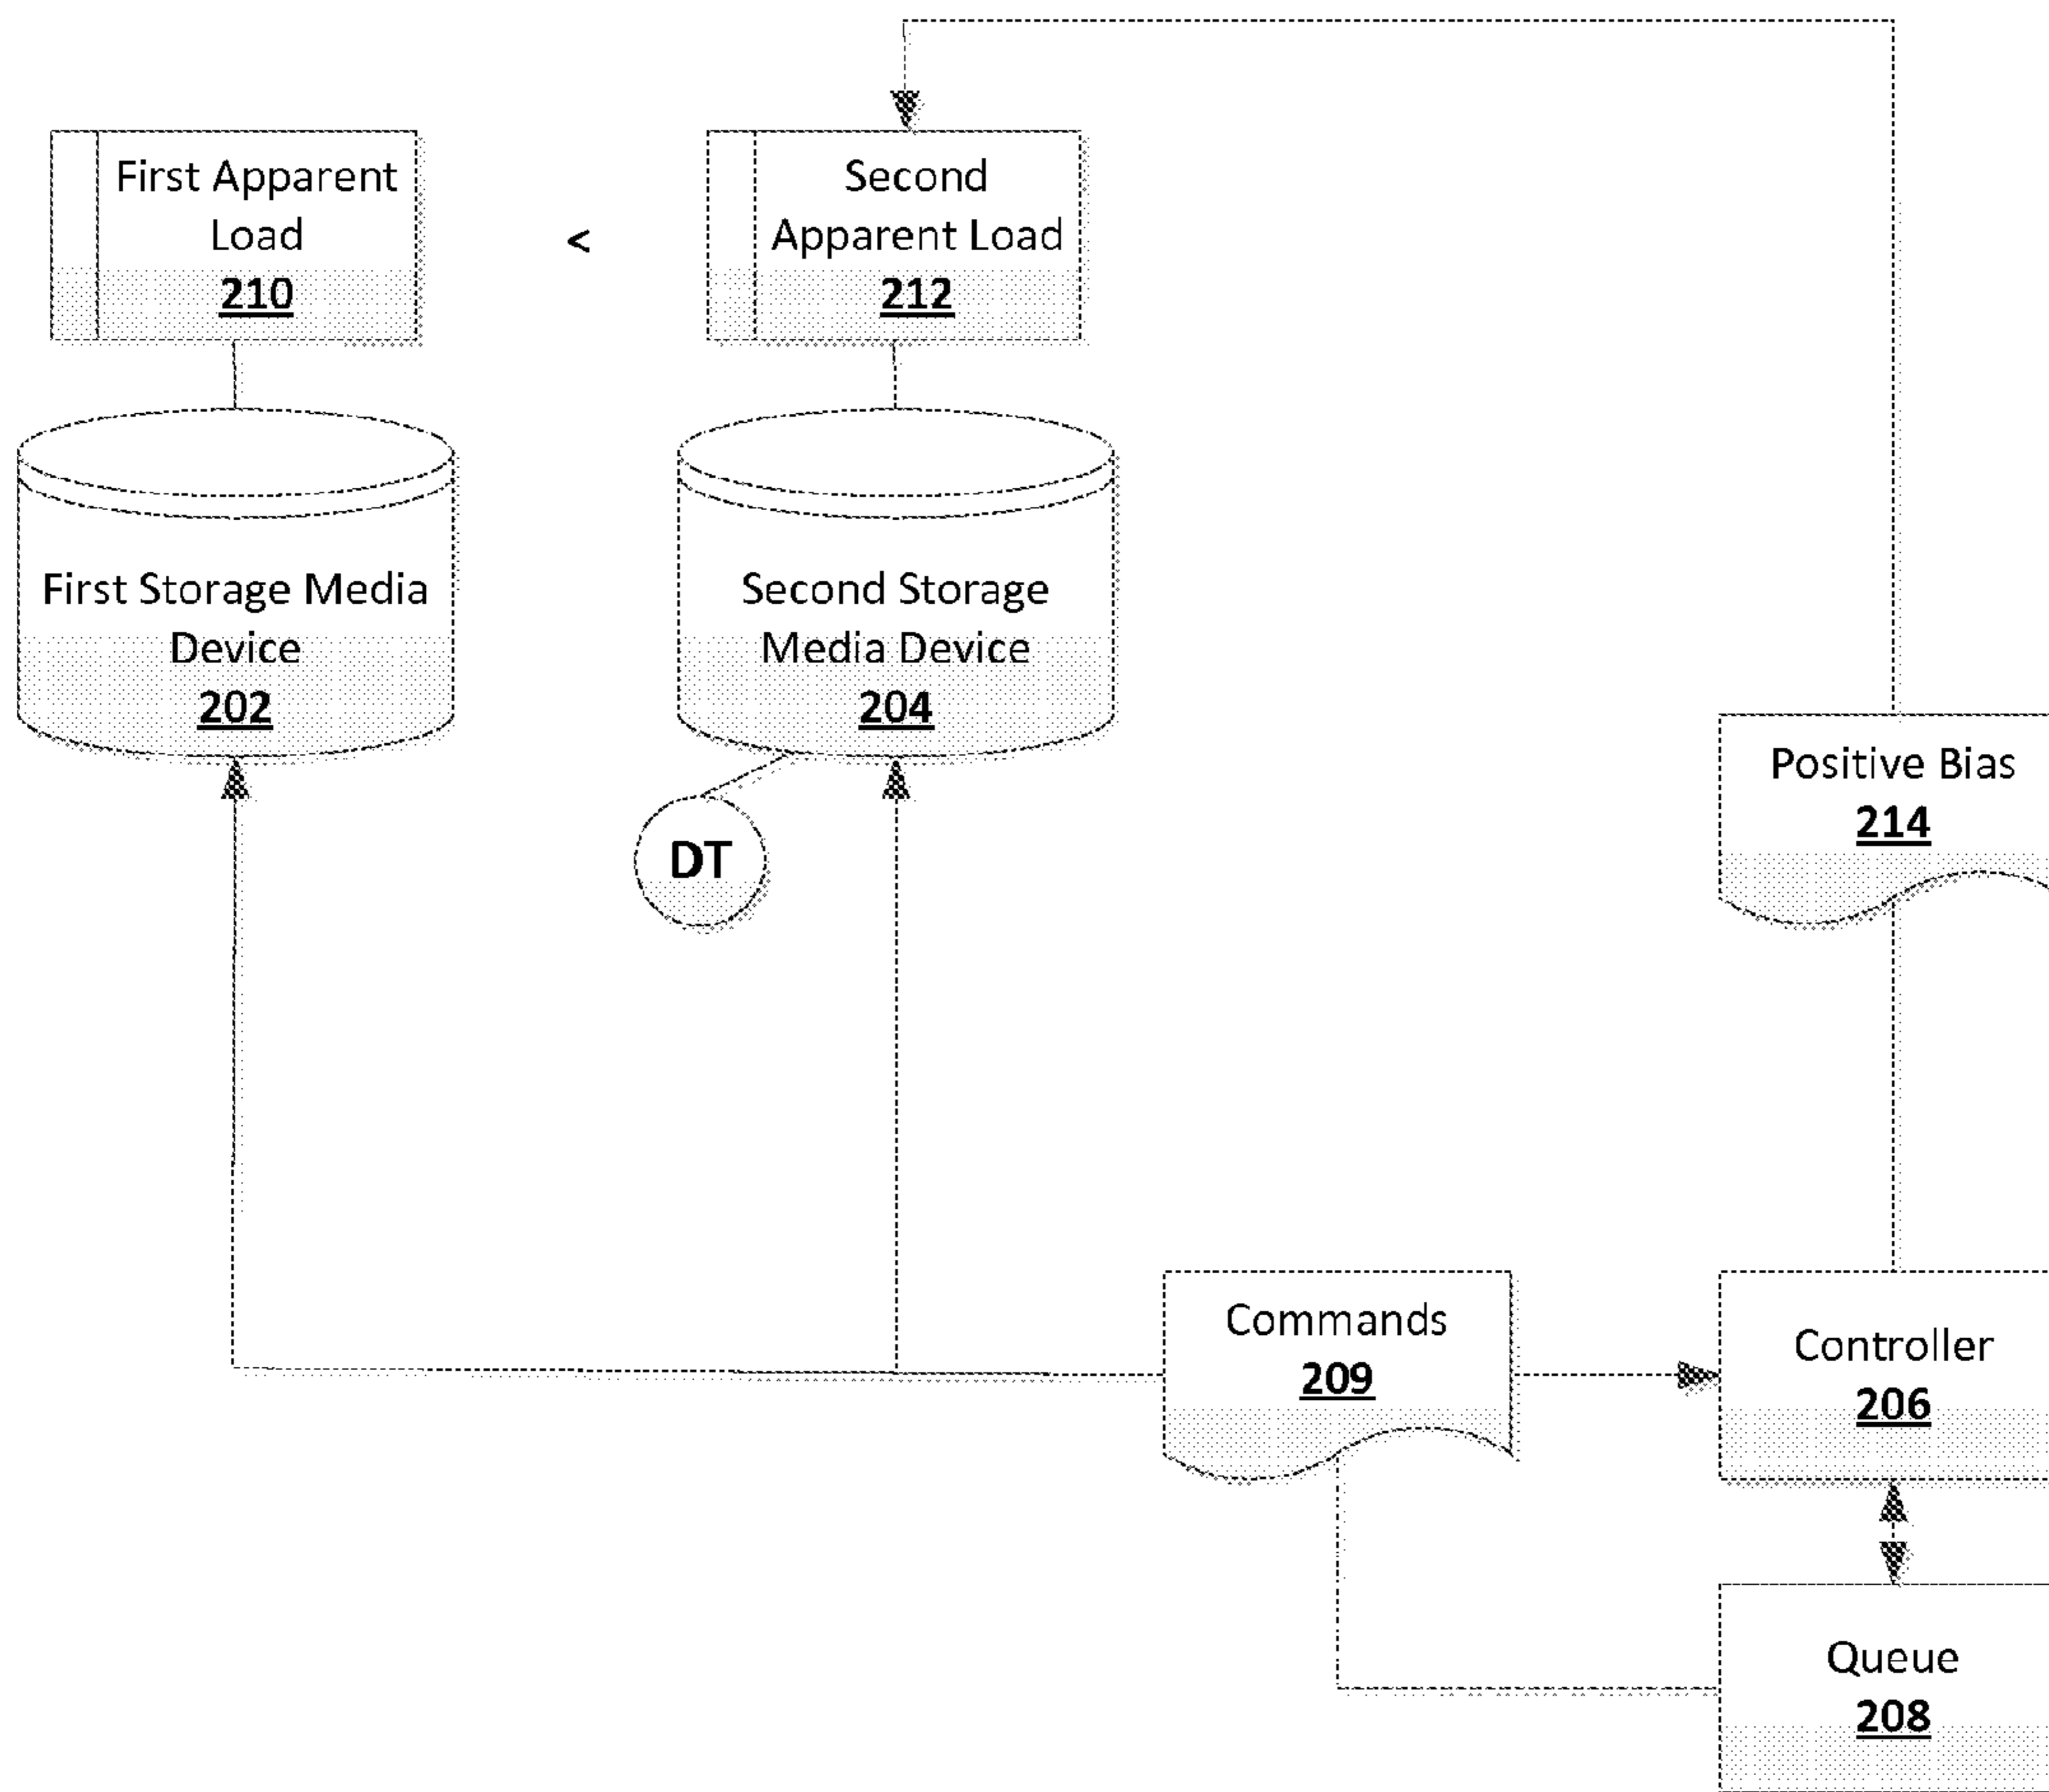 First Apparent
Load
210
<
Second
Apparent Load
212
First Storage Media
Device
202
Second Storage
Media Device
204
DT
Positive Bias
214
Commands
209
Controller
206
Queue
208